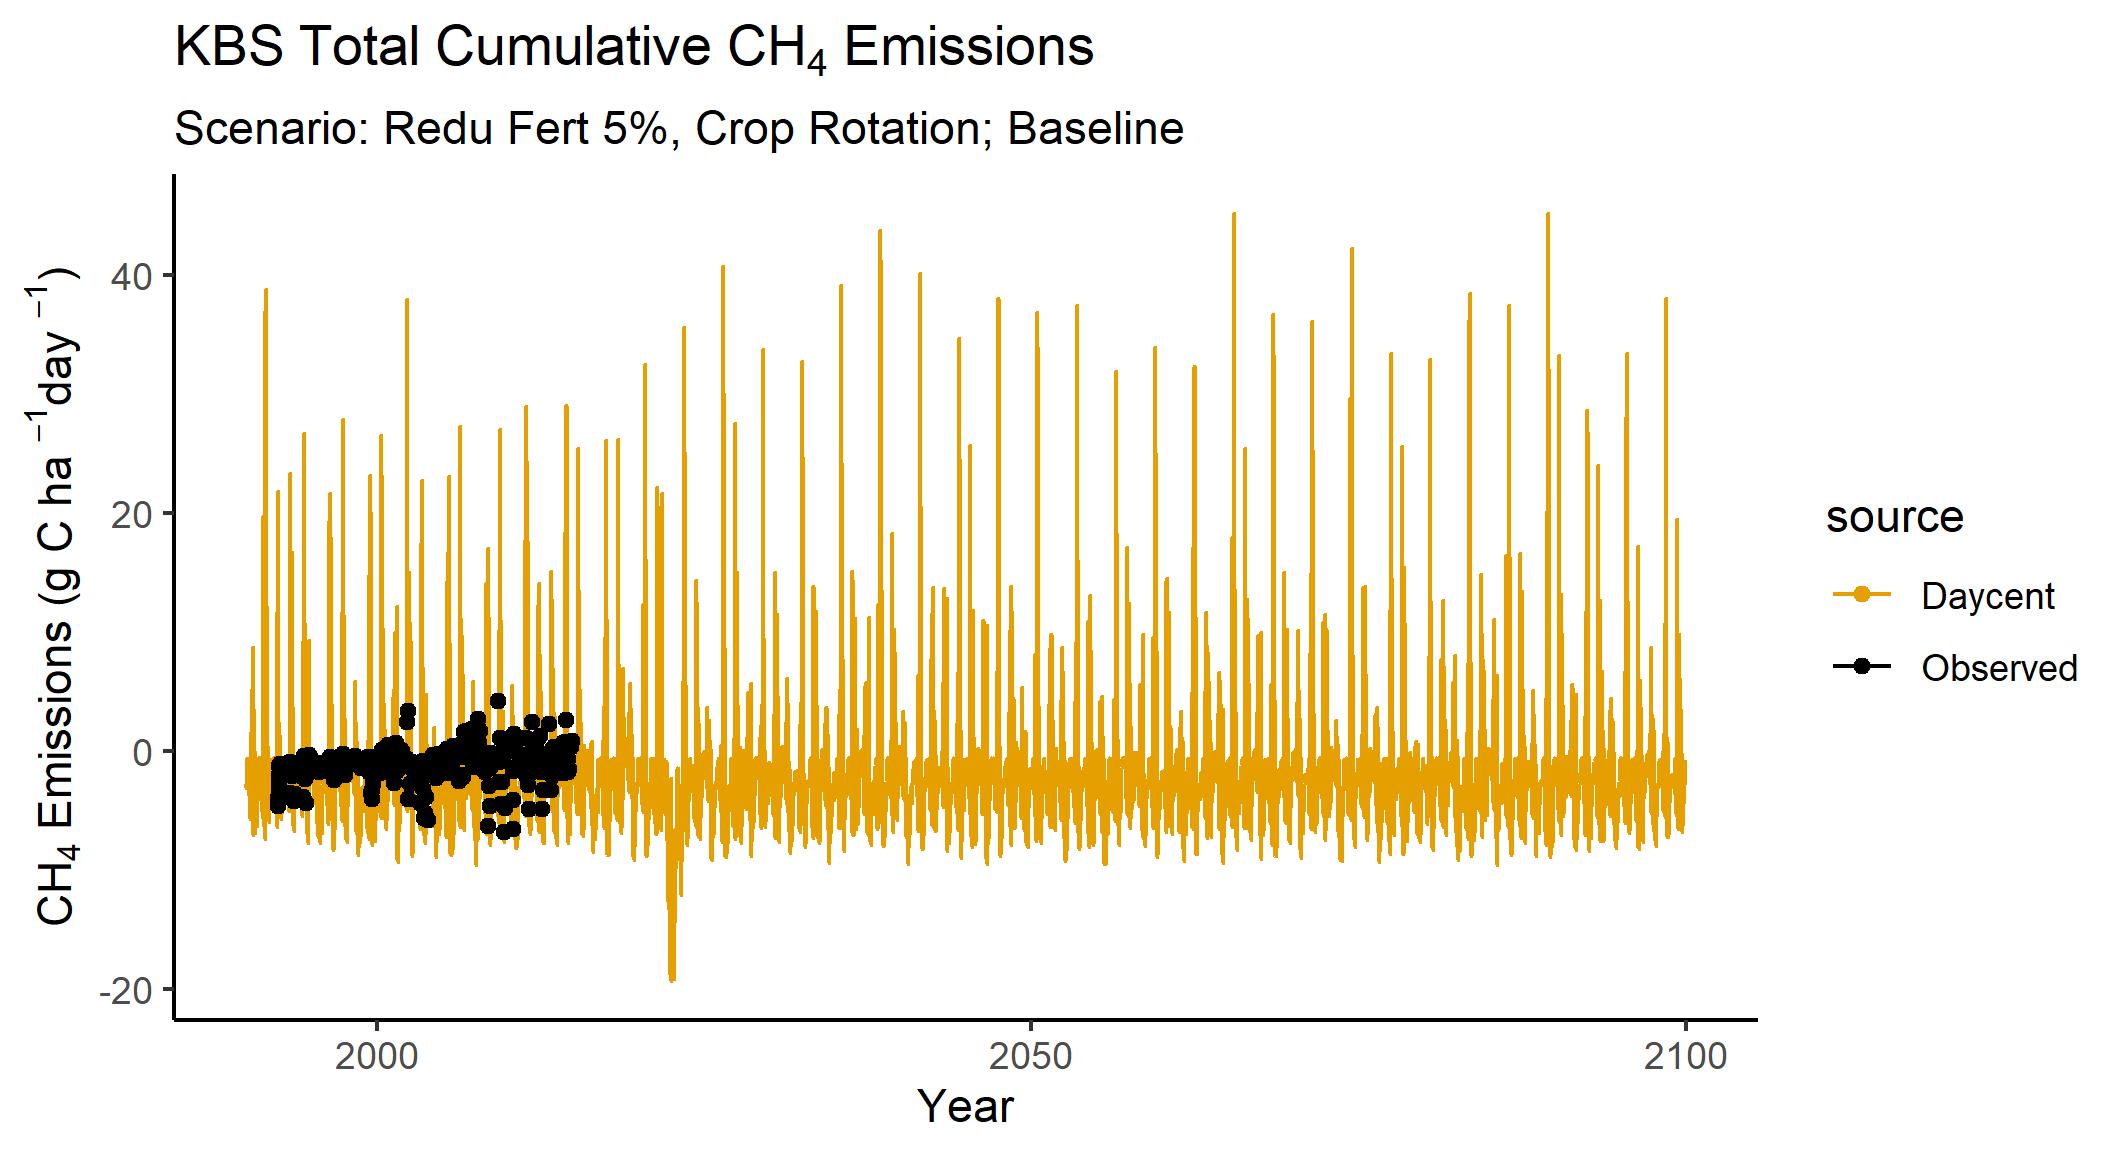 KBS Total Cumulative CH₄ Emissions
Scenario: Redu Fert 5%, Crop Rotation; Baseline
CH₄ Emissions (g C ha ⁻¹day ⁻¹)
40
20
0
-20
2000
2050
2100
Year
source
Daycent
Observed